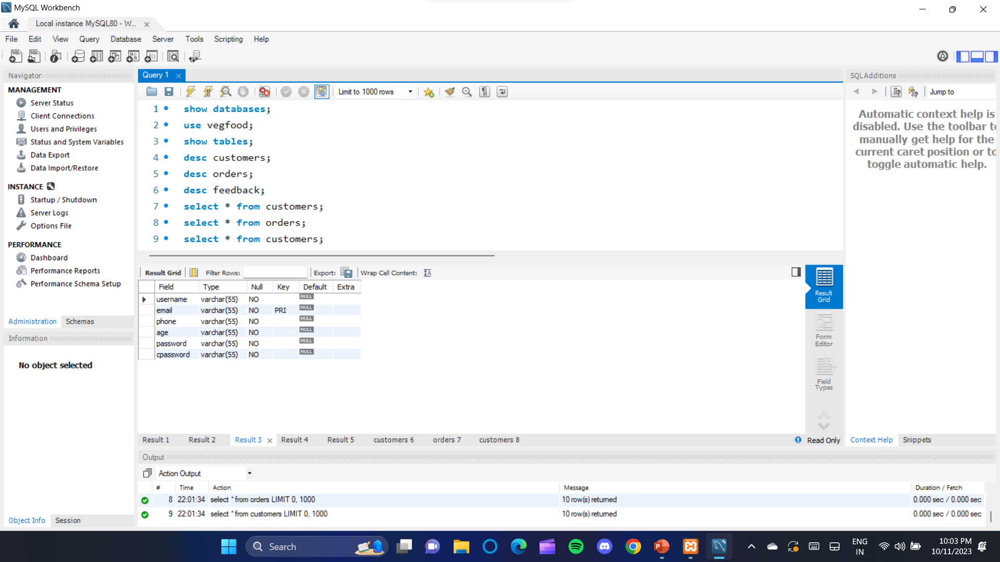 MySQL Workbench
Local instance MySQL80 - W...
File Edit View Query Database Server Tools Scripting Help
Navigator
MANAGEMENT
Server Status
Client Connections
Users and Privileges
Status and System Variables
Data Export
Data Import/Restore
INSTANCE
Startup / Shutdown
Server Logs
Options File
PERFORMANCE
Dashboard
Performance Reports
Performance Schema Setup
Administration Schemas
Information
No object selected
Object Info Session
Query 1
Limit to 1000 rows
1 show databases;
2 use vegfood;
3 show tables;
4 desc customers;
5 desc orders;
6 desc feedback;
7 select * from customers;
8 select * from orders;
9 select * from customers;
Result Grid Filter Rows: Export: Wrap Cell Content:
Field Type Null Key Default Extra
username varchar(55) NO NULL
email varchar(55) NO PRI NULL
phone varchar(55) NO NULL
age varchar(55) NO NULL
password varchar(55) NO NULL
cpassword varchar(55) NO NULL
Result Grid
Form Editor
Field Types
Result 1 Result 2 Result 3 Result 4 Result 5 customers 6 orders 7 customers 8
Read Only
SQLAdditions
Jump to
Automatic context help is
disabled. Use the toolbar to
manually get help for the
current caret position or to
toggle automatic help.
Context Help Snippets
Output
Action Output
# Time Action Message Duration / Fetch
8 22:01:34 select * from orders LIMIT 0, 1000 10 row(s) returned 0.000 sec / 0.000 sec
9 22:01:34 select * from customers LIMIT 0, 1000 10 row(s) returned 0.000 sec / 0.000 sec
Search
ENG
IN
10:03 PM
10/11/2023